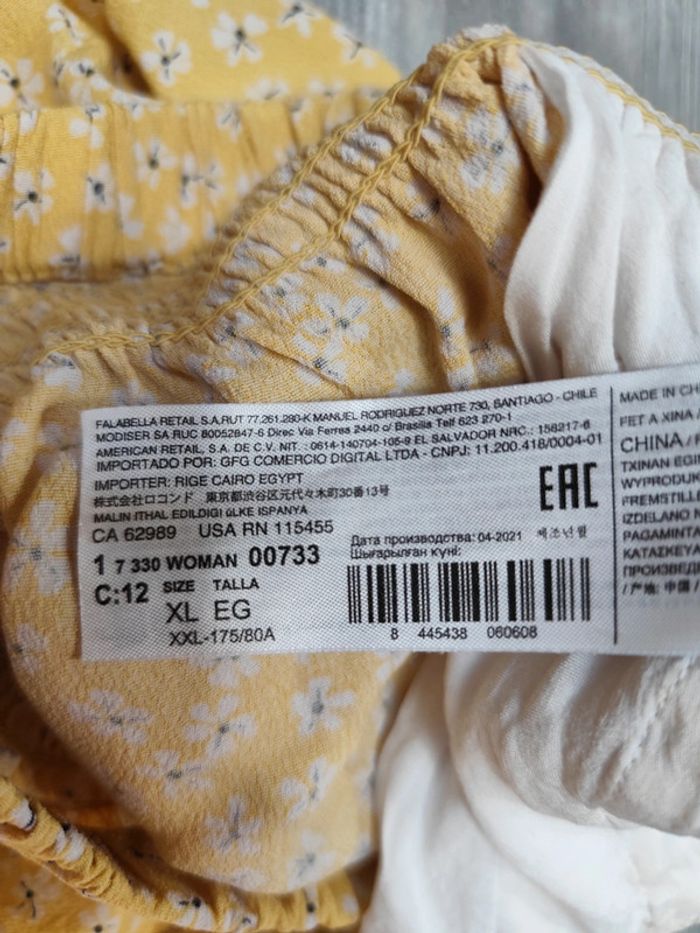 FALABELLA RETAIL S.A.RUT 77.261.280-K MANUEL RODRIGUEZ NORTE 730, SANTIAGO - CHILE
MODISER SA RUC 80052847-6 Direc Via Ferrea 2440 c/ Brasilia Telf 623 270-1
AMERICAN RETAIL, S.A. DE C.V. NIT.: 0614-140704-105-9 EL SALVADOR NRC.: 158217-6
IMPORTADO POR: GFG COMERCIO DIGITAL LTDA - CNPJ: 11.200.418/0004-01
IMPORTER: RIGE CAIRO EGYPT
株式会社ロコンド 東京都渋谷区元代々木町30番13号
MALIN ITHAL EDILDIGI üLKE ISPANYA
CA 62989 USA RN 115455
EAC
Дата производства: 04-2021 제조년월
Шығарылған күні:
1 7 330 WOMAN 00733
C:12 SIZE TALLA
XL EG
XXL-175/80A
8 445438 060608
MADE IN
FET A XINA
CHINA
TXINAN EGIN
WYPRODUK
FREMSTILLE
IZDELANO
PAGAMINTA
KATAΣKEYA
ПРОИЗВЕД
/ 产地: 中国